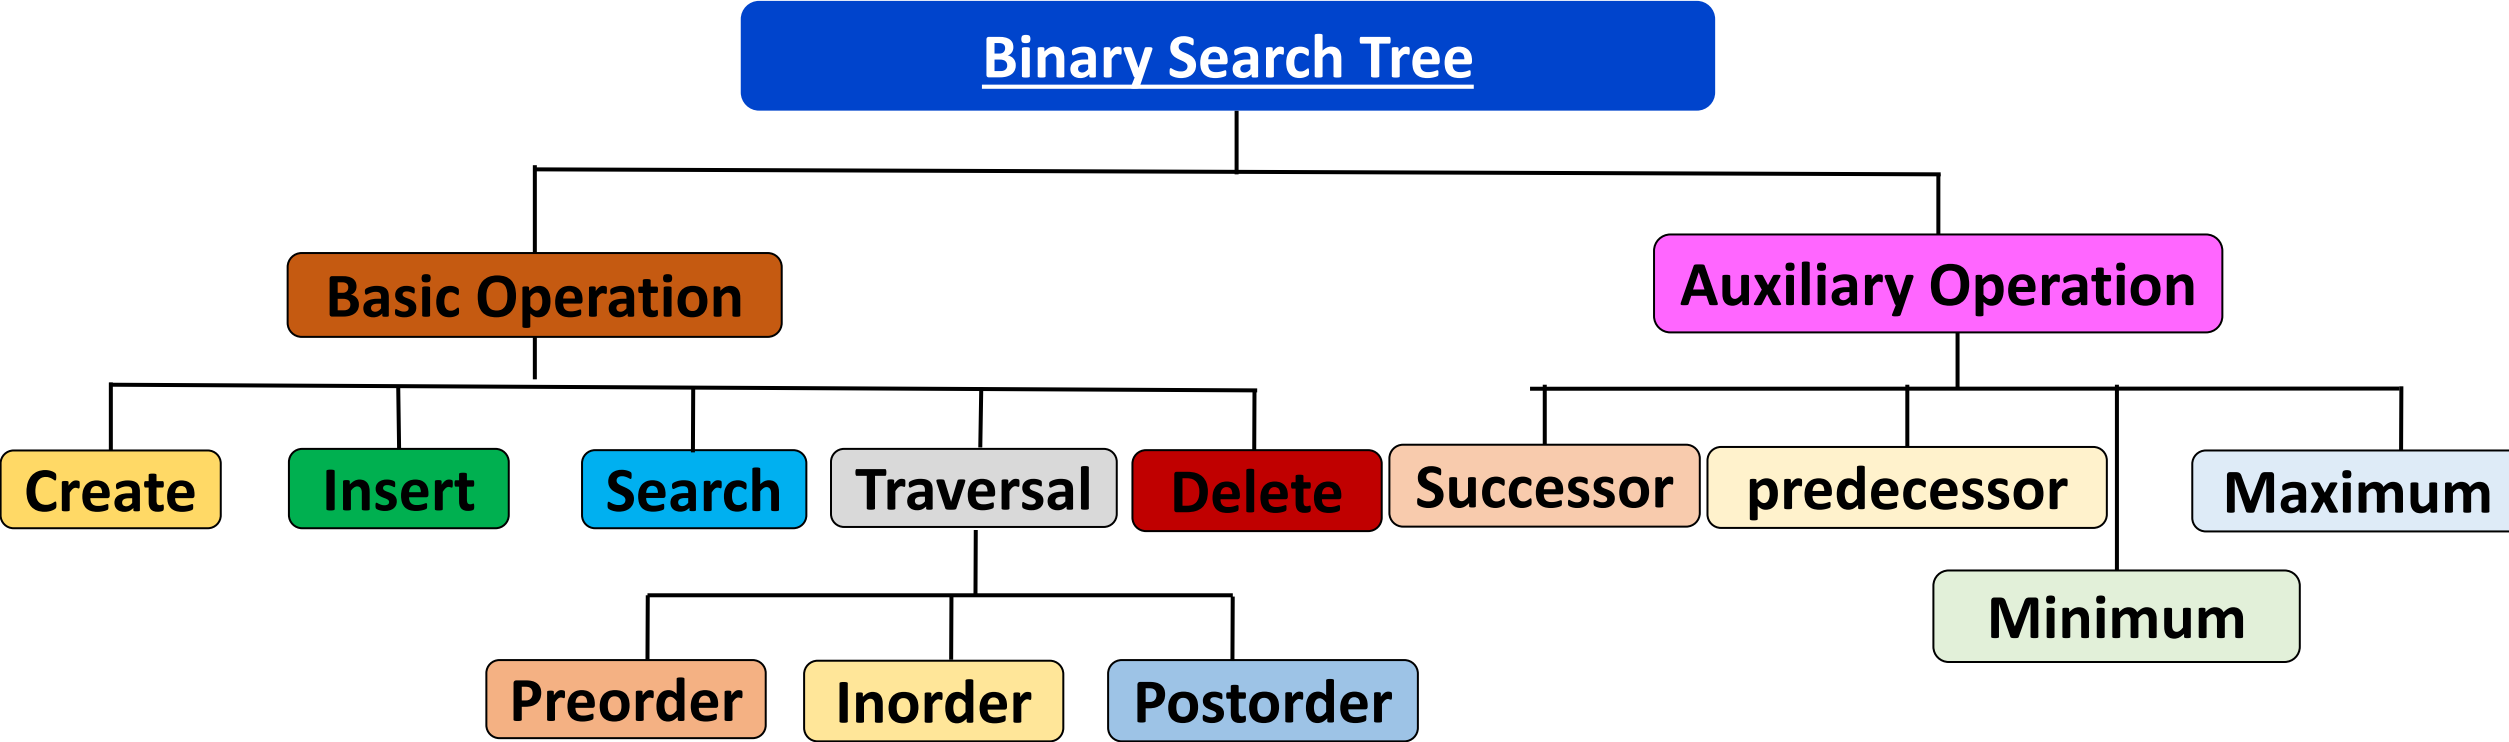 Binary Search Tree
Basic Operation
Auxiliary Operation
Create
Insert
Search
Traversal
Delete
Successor
predecessor
Maximum
Minimum
Preorder
Inorder
Postorder